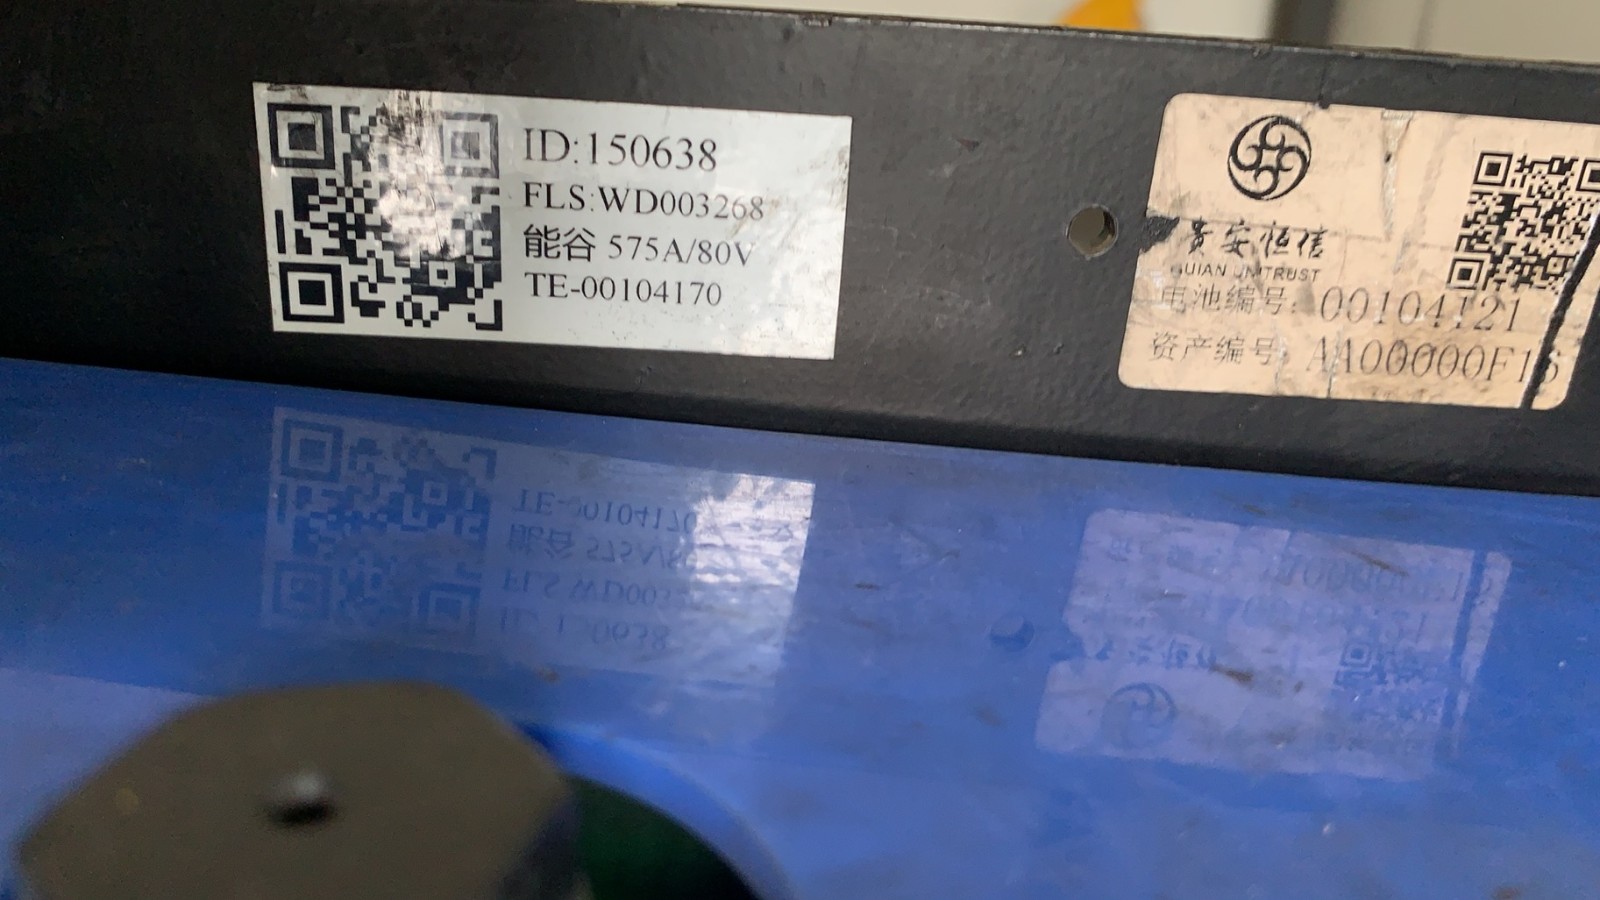 ID:150638
FLS:WD003268
能谷 575A/80V
TE-00104170
贵安恒信
GUIAN UNITRUST
电池编号: 00104121
资产编号: AA00000F16